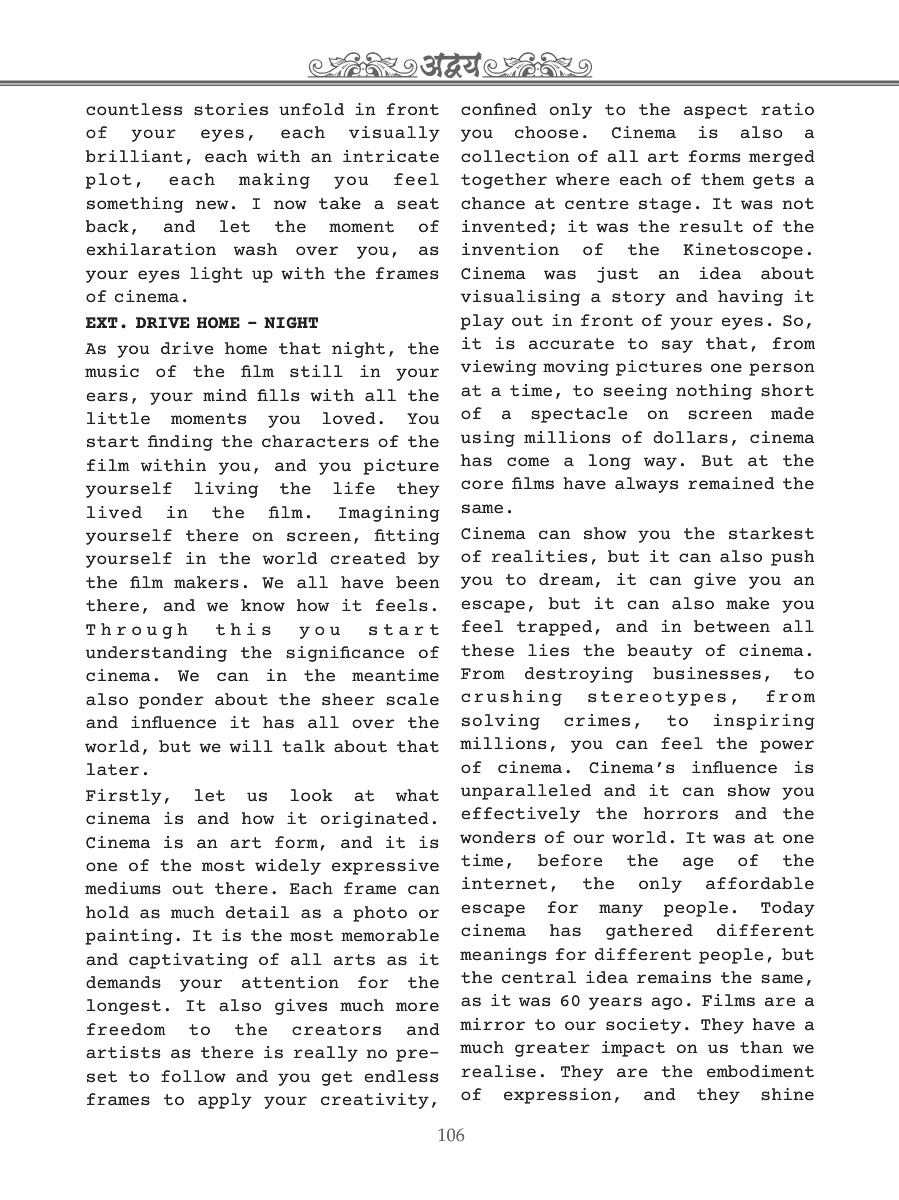 अद्वय
countless stories unfold in front
of your eyes, each visually
brilliant, each with an intricate
plot, each making you feel
something new. I now take a seat
back, and let the moment of
exhilaration wash over you, as
your eyes light up with the frames
of cinema.
EXT. DRIVE HOME – NIGHT
As you drive home that night, the
music of the film still in your
ears, your mind fills with all the
little moments you loved. You
start finding the characters of the
film within you, and you picture
yourself living the life they
lived in the film. Imagining
yourself there on screen, fitting
yourself in the world created by
the film makers. We all have been
there, and we know how it feels.
Through this you start
understanding the significance of
cinema. We can in the meantime
also ponder about the sheer scale
and influence it has all over the
world, but we will talk about that
later.
Firstly, let us look at what
cinema is and how it originated.
Cinema is an art form, and it is
one of the most widely expressive
mediums out there. Each frame can
hold as much detail as a photo or
painting. It is the most memorable
and captivating of all arts as it
demands your attention for the
longest. It also gives much more
freedom to the creators and
artists as there is really no pre-
set to follow and you get endless
frames to apply your creativity,
confined only to the aspect ratio
you choose. Cinema is also a
collection of all art forms merged
together where each of them gets a
chance at centre stage. It was not
invented; it was the result of the
invention of the Kinetoscope.
Cinema was just an idea about
visualising a story and having it
play out in front of your eyes. So,
it is accurate to say that, from
viewing moving pictures one person
at a time, to seeing nothing short
of a spectacle on screen made
using millions of dollars, cinema
has come a long way. But at the
core films have always remained the
same.
Cinema can show you the starkest
of realities, but it can also push
you to dream, it can give you an
escape, but it can also make you
feel trapped, and in between all
these lies the beauty of cinema.
From destroying businesses, to
crushing stereotypes, from
solving crimes, to inspiring
millions, you can feel the power
of cinema. Cinema’s influence is
unparalleled and it can show you
effectively the horrors and the
wonders of our world. It was at one
time, before the age of the
internet, the only affordable
escape for many people. Today
cinema has gathered different
meanings for different people, but
the central idea remains the same,
as it was 60 years ago. Films are a
mirror to our society. They have a
much greater impact on us than we
realise. They are the embodiment
of expression, and they shine
106